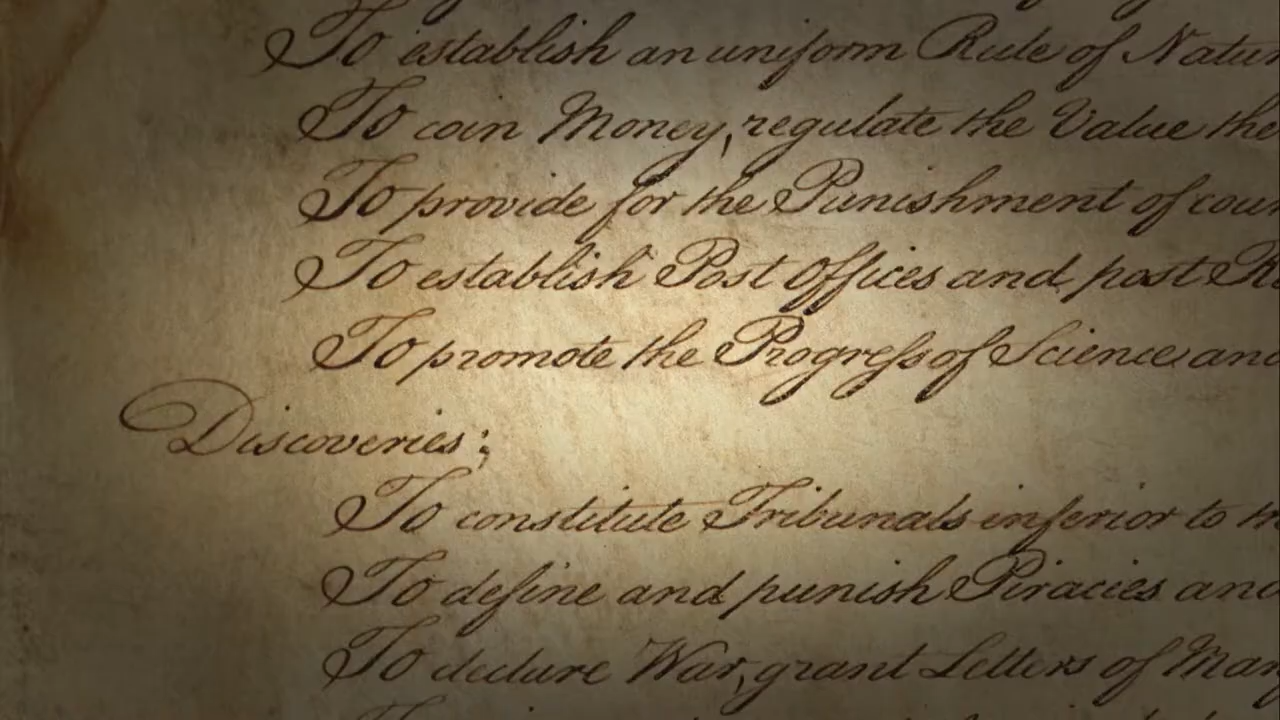 To establish an uniform Rule of Natur
To coin Money, regulate the Value the
To provide for the Punishment of coun
To establish Post Offices and post Ro
To promote the Progress of Science and
Discoveries;
To constitute Tribunals inferior to th
To define and punish Piracies and
To declare War, grant Letters of Mar